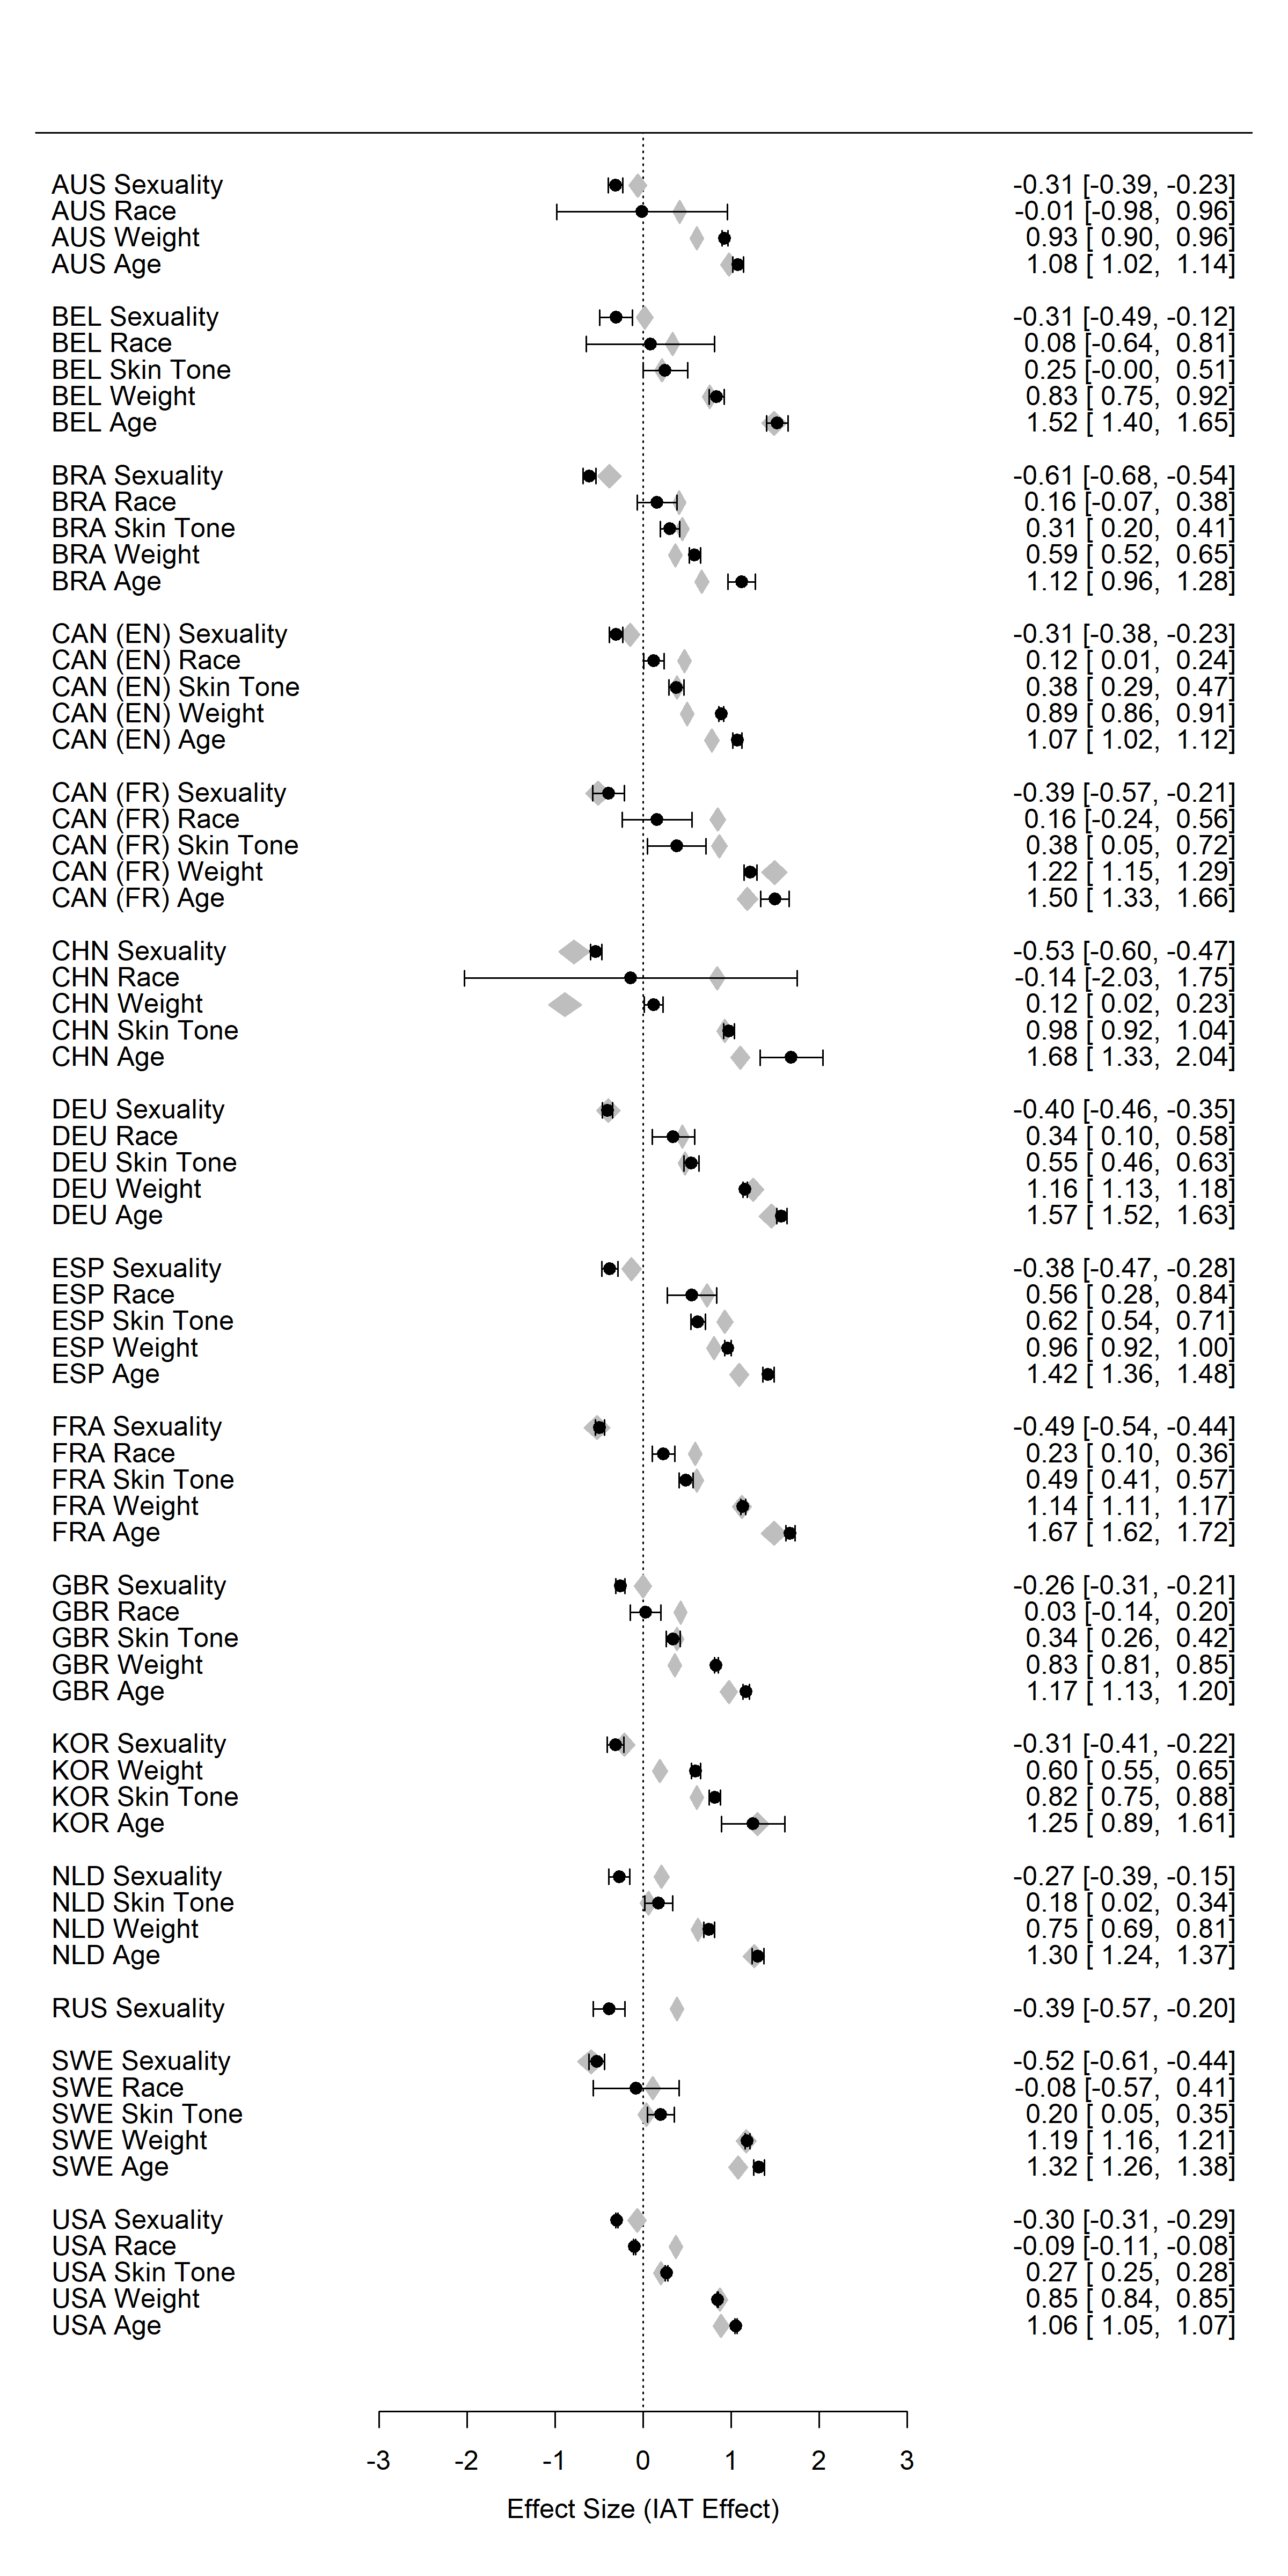 AUS Sexuality -0.31 [-0.39, -0.23]
AUS Race -0.01 [-0.98, 0.96]
AUS Weight 0.93 [ 0.90, 0.96]
AUS Age 1.08 [ 1.02, 1.14]
BEL Sexuality -0.31 [-0.49, -0.12]
BEL Race 0.08 [-0.64, 0.81]
BEL Skin Tone 0.25 [-0.00, 0.51]
BEL Weight 0.83 [ 0.75, 0.92]
BEL Age 1.52 [ 1.40, 1.65]
BRA Sexuality -0.61 [-0.68, -0.54]
BRA Race 0.16 [-0.07, 0.38]
BRA Skin Tone 0.31 [ 0.20, 0.41]
BRA Weight 0.59 [ 0.52, 0.65]
BRA Age 1.12 [ 0.96, 1.28]
CAN (EN) Sexuality -0.31 [-0.38, -0.23]
CAN (EN) Race 0.12 [ 0.01, 0.24]
CAN (EN) Skin Tone 0.38 [ 0.29, 0.47]
CAN (EN) Weight 0.89 [ 0.86, 0.91]
CAN (EN) Age 1.07 [ 1.02, 1.12]
CAN (FR) Sexuality -0.39 [-0.57, -0.21]
CAN (FR) Race 0.16 [-0.24, 0.56]
CAN (FR) Skin Tone 0.38 [ 0.05, 0.72]
CAN (FR) Weight 1.22 [ 1.15, 1.29]
CAN (FR) Age 1.50 [ 1.33, 1.66]
CHN Sexuality -0.53 [-0.60, -0.47]
CHN Race -0.14 [-2.03, 1.75]
CHN Weight 0.12 [ 0.02, 0.23]
CHN Skin Tone 0.98 [ 0.92, 1.04]
CHN Age 1.68 [ 1.33, 2.04]
DEU Sexuality -0.40 [-0.46, -0.35]
DEU Race 0.34 [ 0.10, 0.58]
DEU Skin Tone 0.55 [ 0.46, 0.63]
DEU Weight 1.16 [ 1.13, 1.18]
DEU Age 1.57 [ 1.52, 1.63]
ESP Sexuality -0.38 [-0.47, -0.28]
ESP Race 0.56 [ 0.28, 0.84]
ESP Skin Tone 0.62 [ 0.54, 0.71]
ESP Weight 0.96 [ 0.92, 1.00]
ESP Age 1.42 [ 1.36, 1.48]
FRA Sexuality -0.49 [-0.54, -0.44]
FRA Race 0.23 [ 0.10, 0.36]
FRA Skin Tone 0.49 [ 0.41, 0.57]
FRA Weight 1.14 [ 1.11, 1.17]
FRA Age 1.67 [ 1.62, 1.72]
GBR Sexuality -0.26 [-0.31, -0.21]
GBR Race 0.03 [-0.14, 0.20]
GBR Skin Tone 0.34 [ 0.26, 0.42]
GBR Weight 0.83 [ 0.81, 0.85]
GBR Age 1.17 [ 1.13, 1.20]
KOR Sexuality -0.31 [-0.41, -0.22]
KOR Weight 0.60 [ 0.55, 0.65]
KOR Skin Tone 0.82 [ 0.75, 0.88]
KOR Age 1.25 [ 0.89, 1.61]
NLD Sexuality -0.27 [-0.39, -0.15]
NLD Skin Tone 0.18 [ 0.02, 0.34]
NLD Weight 0.75 [ 0.69, 0.81]
NLD Age 1.30 [ 1.24, 1.37]
RUS Sexuality -0.39 [-0.57, -0.20]
SWE Sexuality -0.52 [-0.61, -0.44]
SWE Race -0.08 [-0.57, 0.41]
SWE Skin Tone 0.20 [ 0.05, 0.35]
SWE Weight 1.19 [ 1.16, 1.21]
SWE Age 1.32 [ 1.26, 1.38]
USA Sexuality -0.30 [-0.31, -0.29]
USA Race -0.09 [-0.11, -0.08]
USA Skin Tone 0.27 [ 0.25, 0.28]
USA Weight 0.85 [ 0.84, 0.85]
USA Age 1.06 [ 1.05, 1.07]
-3 -2 -1 0 1 2 3
Effect Size (IAT Effect)